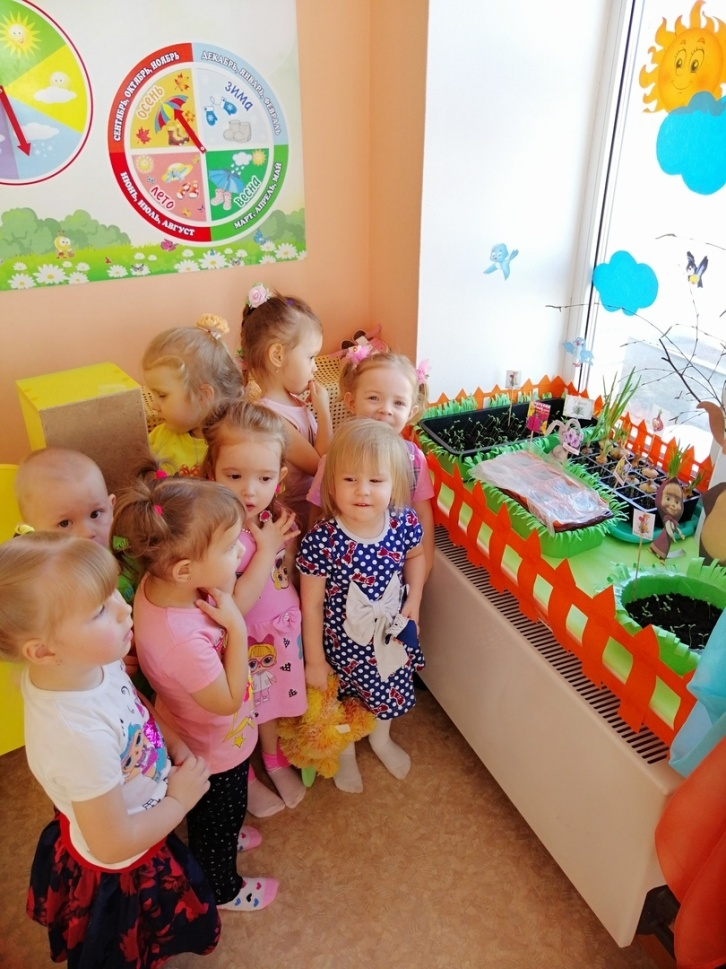 СЕНТЯБРЬ, ОКТЯБРЬ, НОЯБРЬ
ДЕКАБРЬ, ЯНВАРЬ, ФЕВРАЛЬ
осень
зима
лето
весна
ИЮНЬ, ИЮЛЬ, АВГУСТ
МАРТ, АПРЕЛЬ, МАЙ